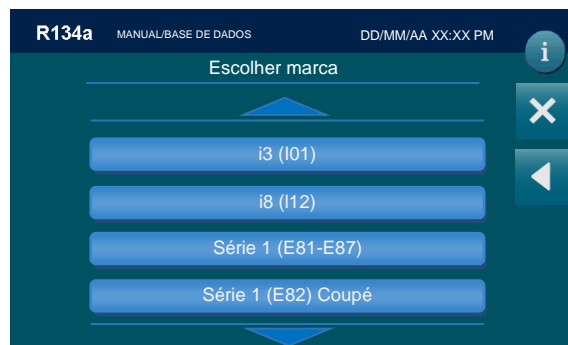 R134a MANUAL/BASE DE DADOS DD/MM/AA XX:XX PM
i
Escolher marca
i3 (I01)
i8 (I12)
Série 1 (E81-E87)
Série 1 (E82) Coupé